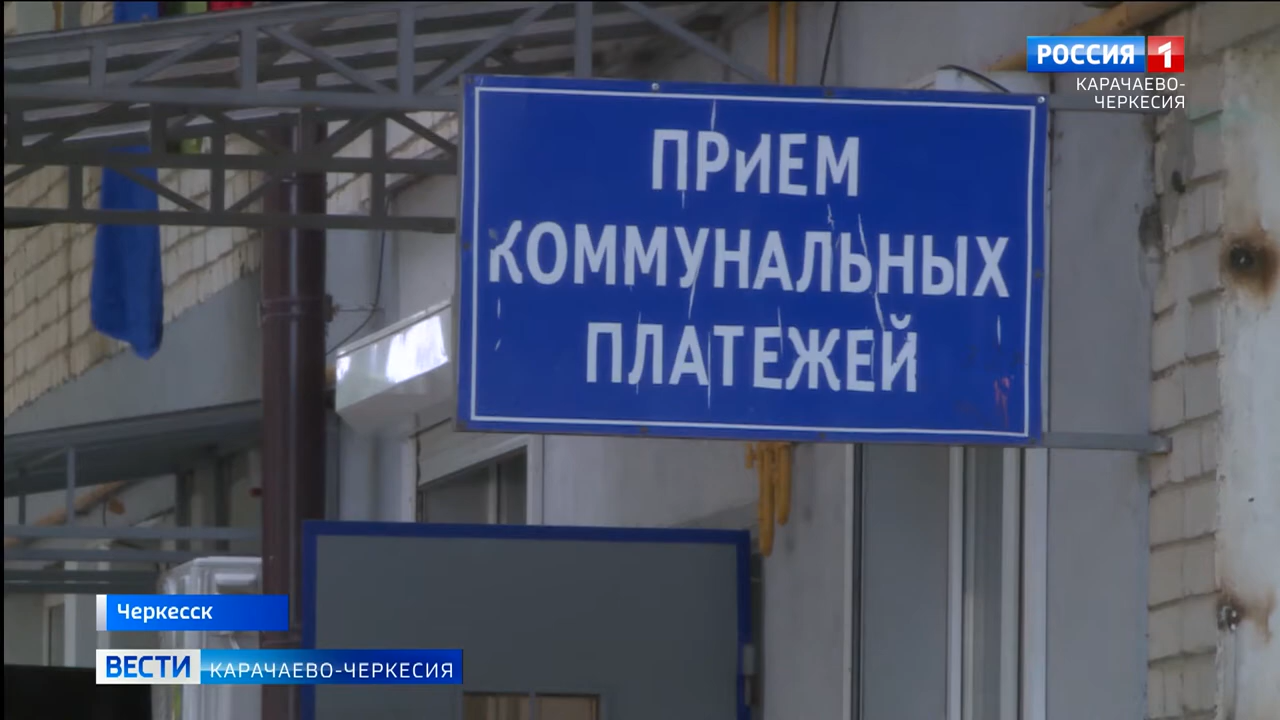 РОССИЯ 1
КАРАЧАЕВО-
ЧЕРКЕСИЯ
ПРИЕМ
КОММУНАЛЬНЫХ
ПЛАТЕЖЕЙ
Черкесск
ВЕСТИ КАРАЧАЕВО-ЧЕРКЕСИЯ